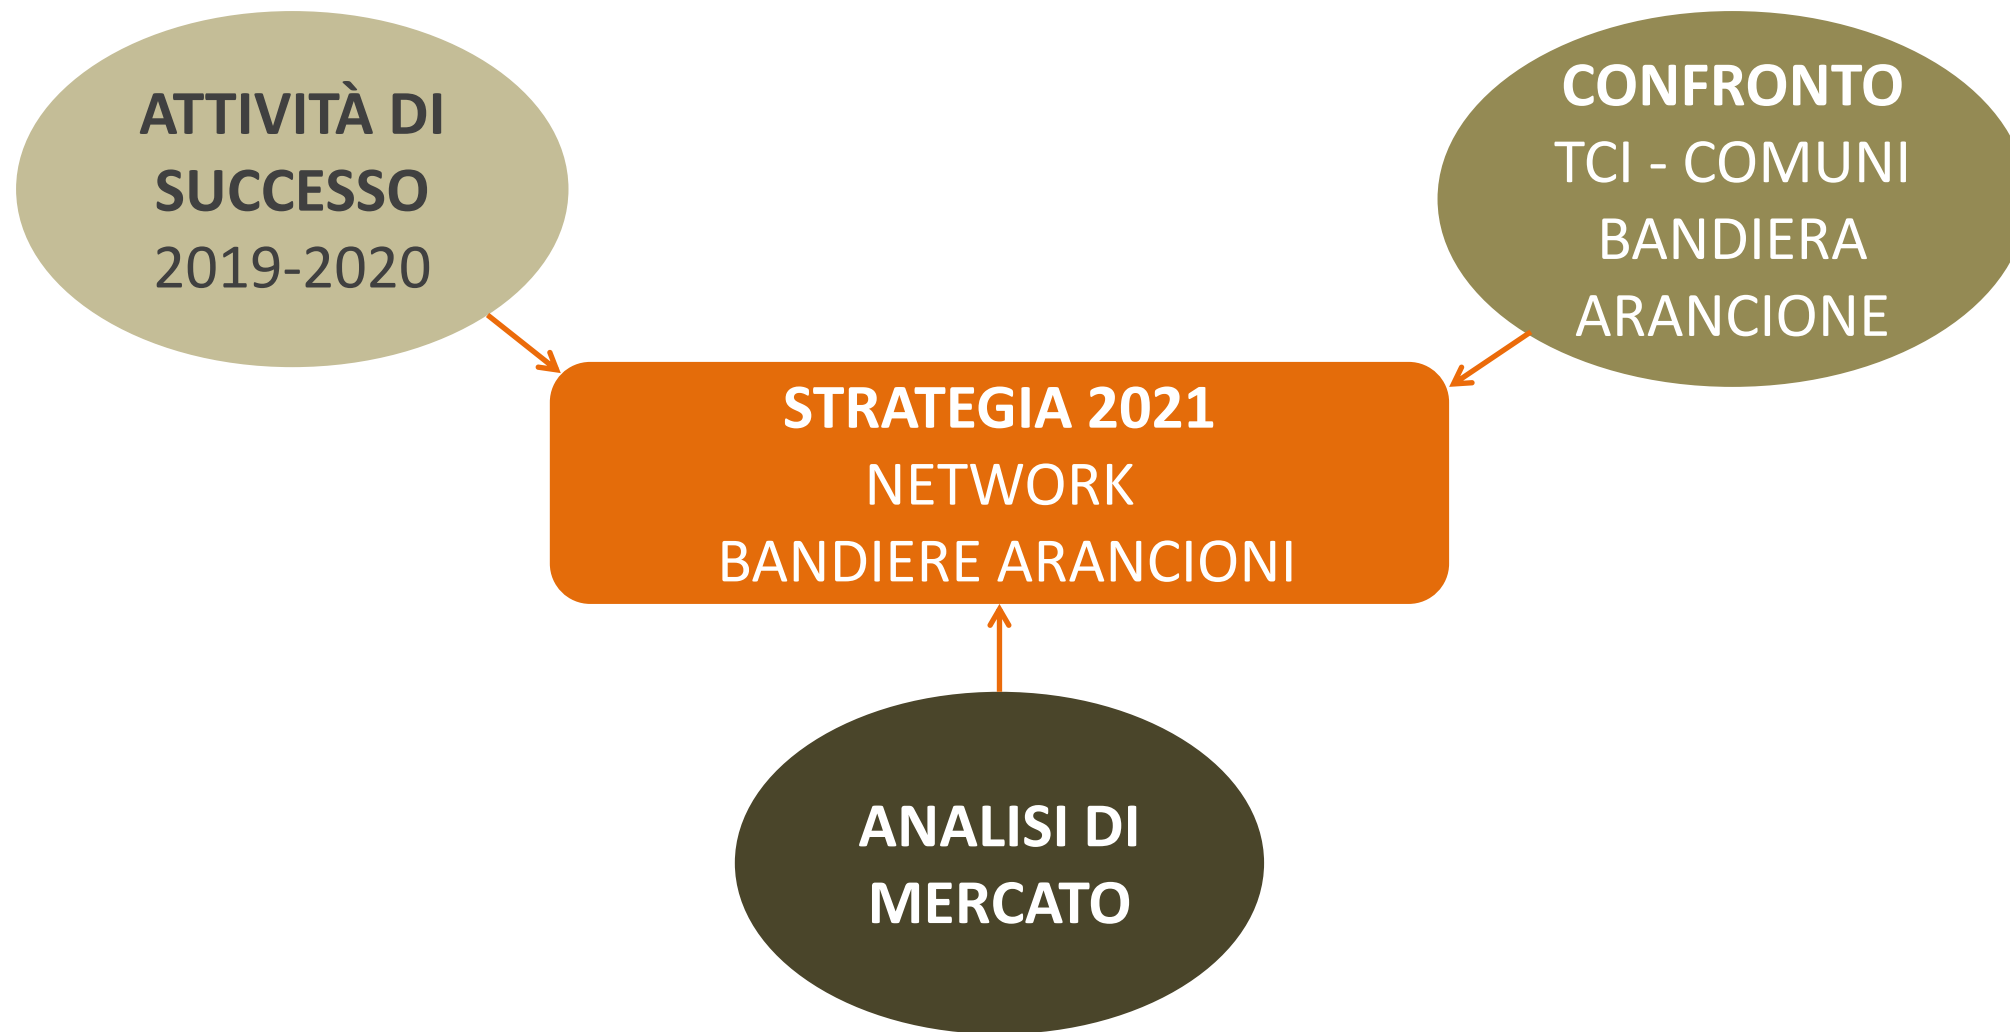 ATTIVITÀ DI
SUCCESSO
2019-2020
CONFRONTO
TCI - COMUNI
BANDIERA
ARANCIONE
STRATEGIA 2021
NETWORK
BANDIERE ARANCIONI
ANALISI DI
MERCATO